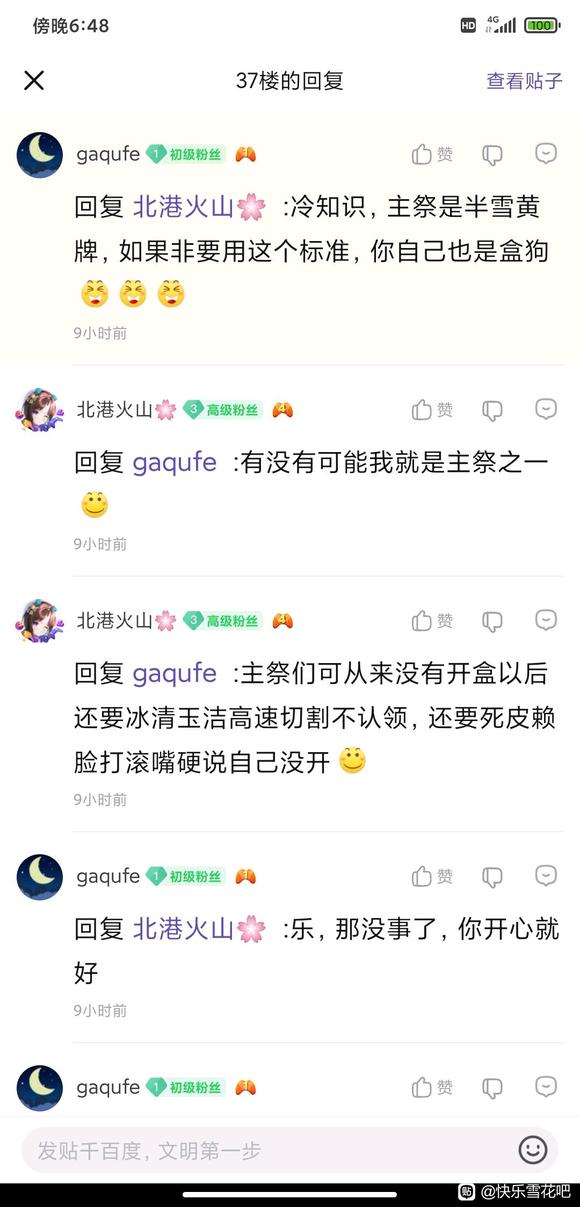 傍晚6:48
HD 4G 100
37楼的回复
查看贴子
gaqufe 1 初级粉丝 赞
回复 北港火山🌸 :冷知识，主祭是半雪黄
牌，如果非要用这个标准，你自己也是盒狗
9小时前
北港火山🌸 3 高级粉丝 4 赞
回复 gaqufe :有没有可能我就是主祭之一
9小时前
北港火山🌸 3 高级粉丝 4 赞
回复 gaqufe :主祭们可从来没有开盒以后
还要冰清玉洁高速切割不认领，还要死皮赖
脸打滚嘴硬说自己没开
9小时前
gaqufe 1 初级粉丝 赞
回复 北港火山🌸 :乐，那没事了，你开心就
好
9小时前
gaqufe 1 初级粉丝 赞
发贴千百度，文明第一步
贴 @快乐雪花吧